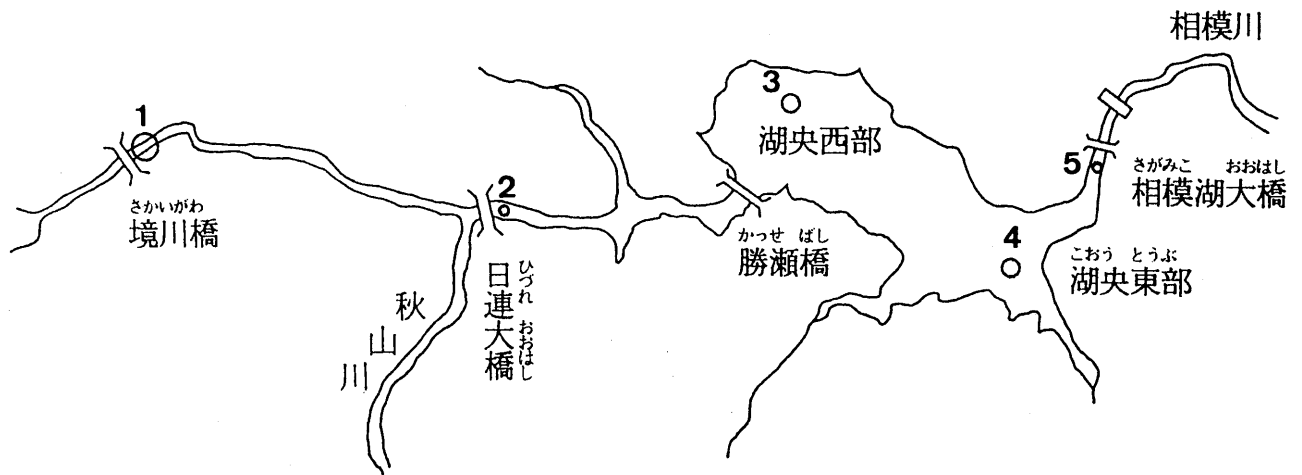 相模川
1
3
湖央西部
さかいがわ
境川橋
2
ひづれ おおはし
日連大橋
秋山川
かっせ ばし
勝瀬橋
4
5
さがみこ おおはし
相模湖大橋
こおう とうぶ
湖央東部